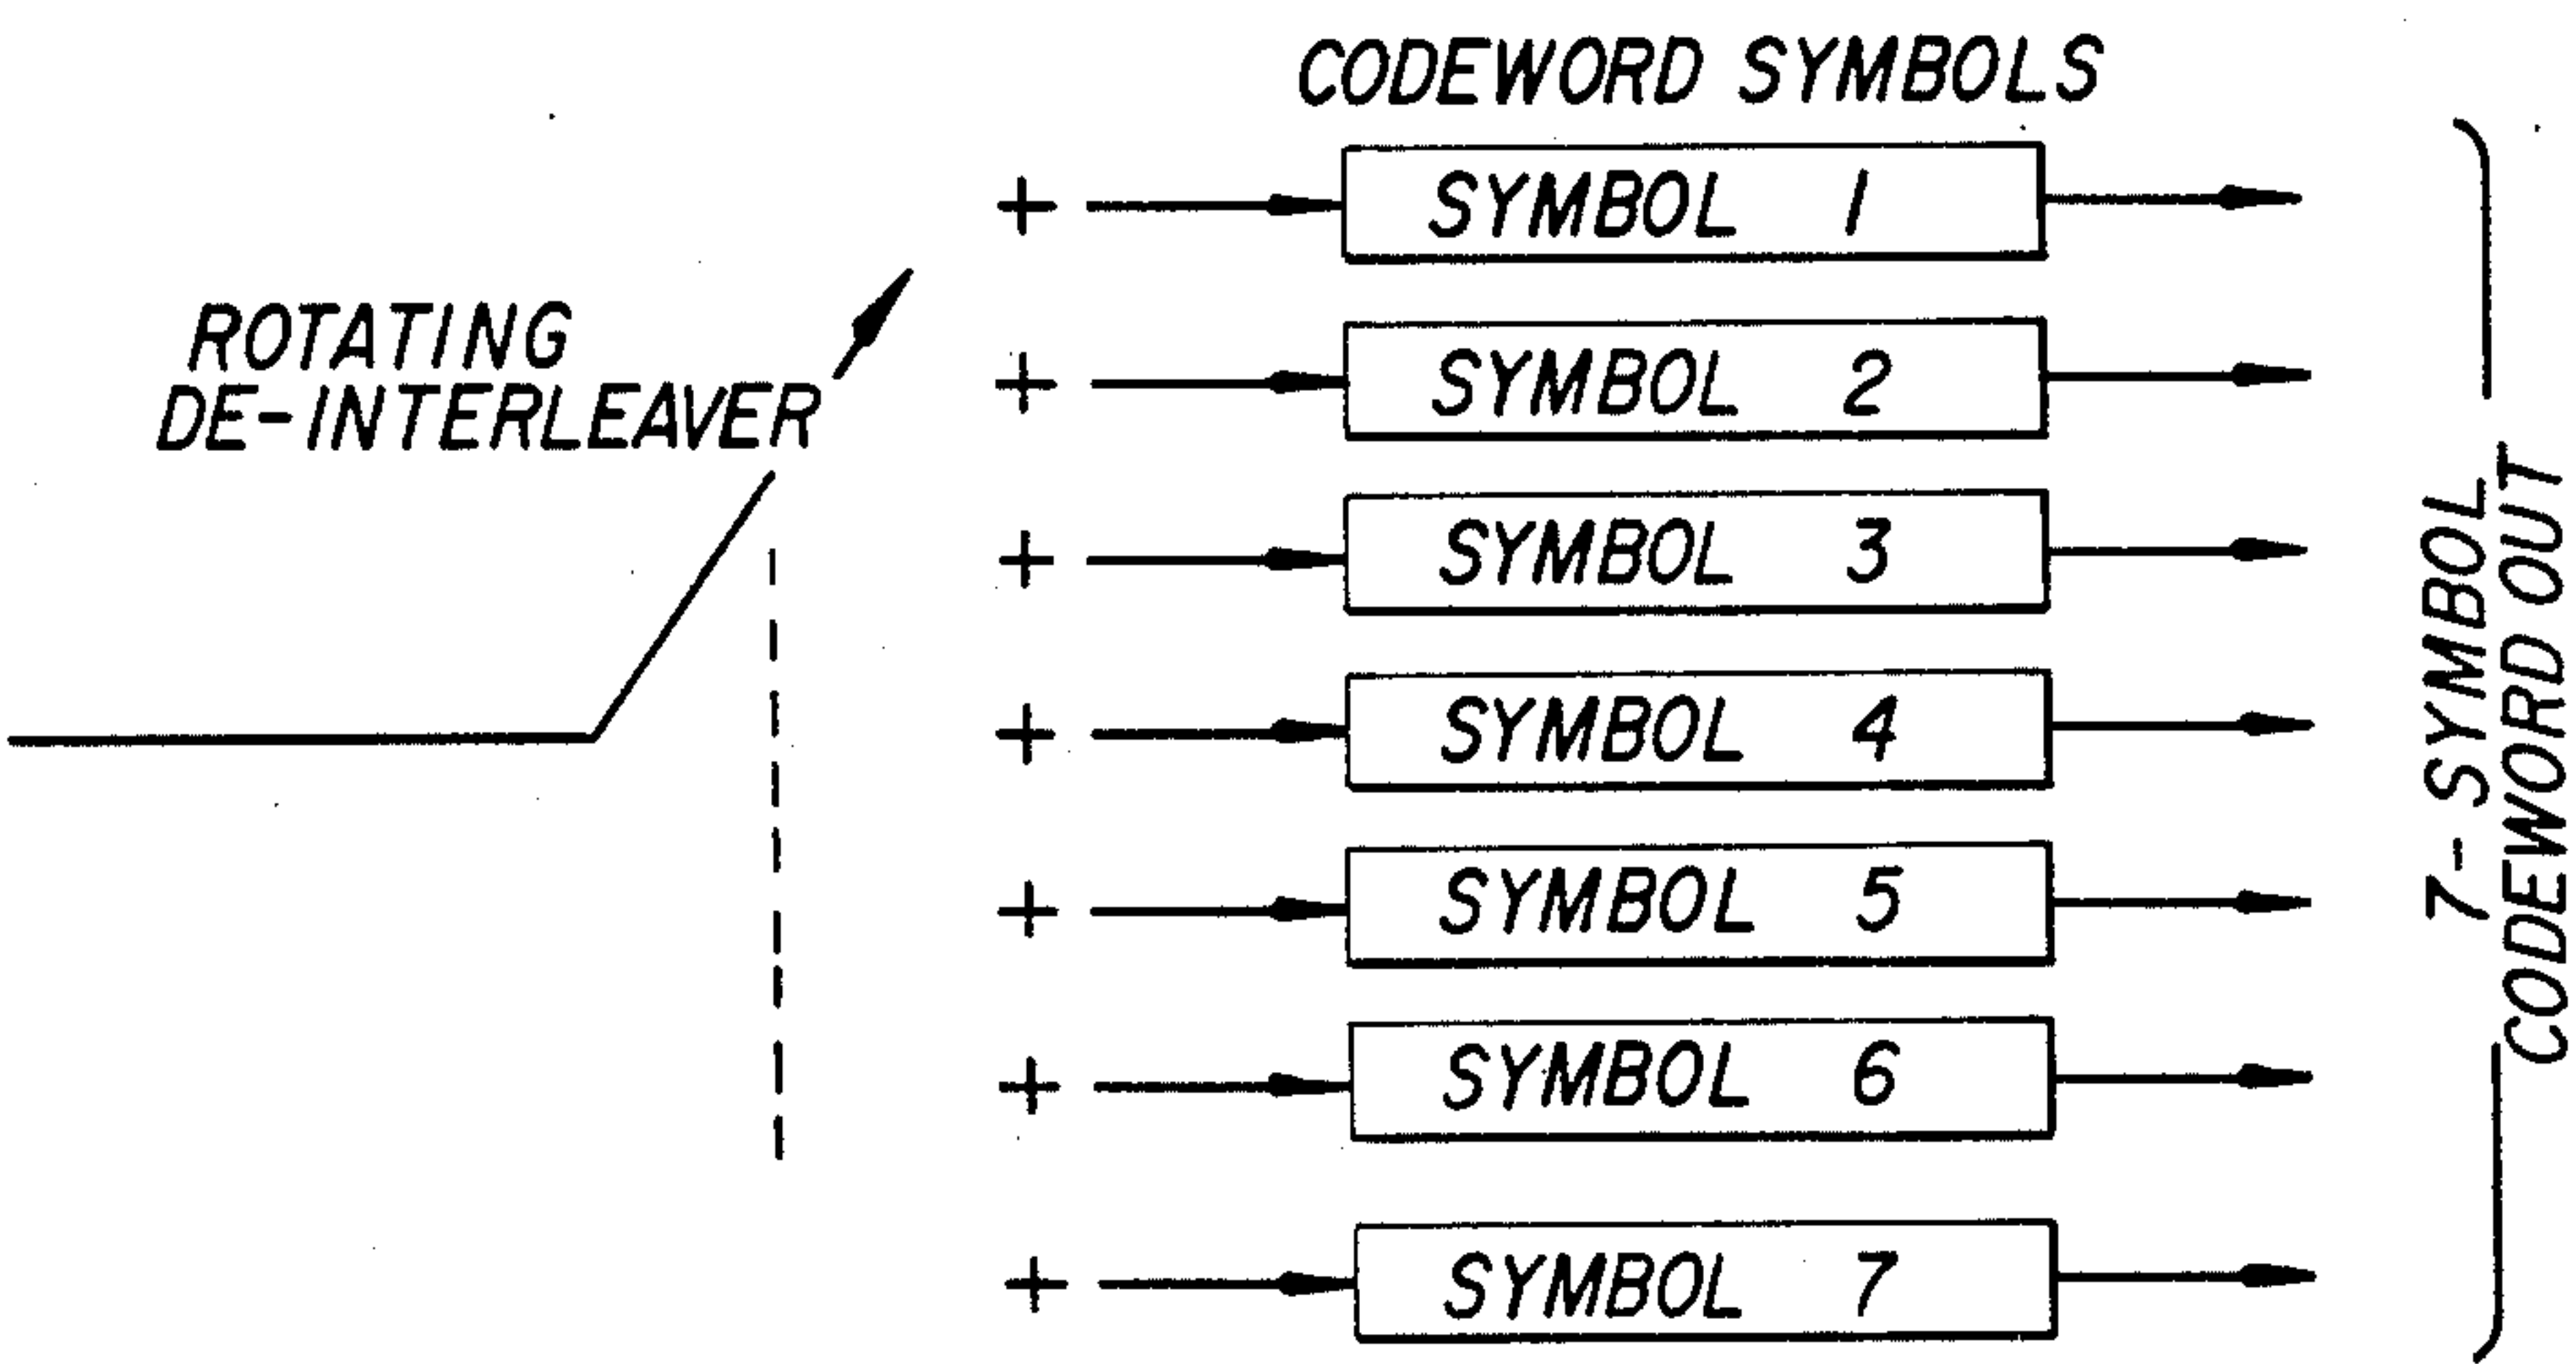 CODEWORD SYMBOLS
SYMBOL 1
ROTATING
DE-INTERLEAVER
SYMBOL 2
SYMBOL 3
SYMBOL 4
SYMBOL 5
SYMBOL 6
SYMBOL 7
7-SYMBOL
CODEWORD OUT